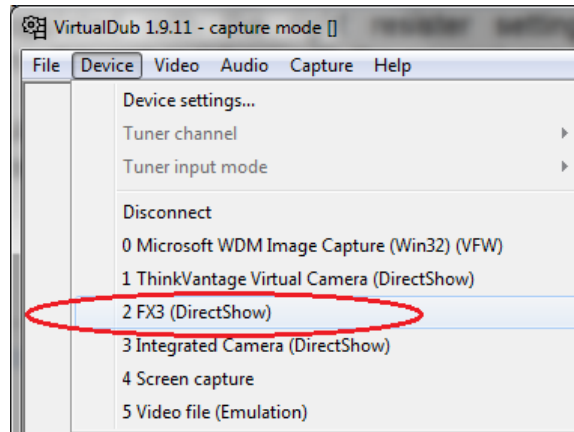 VirtualDub 1.9.11 - capture mode []
resister setting
File Device Video Audio Capture Help
Device settings...
Tuner channel
Tuner input mode
Disconnect
0 Microsoft WDM Image Capture (Win32) (VFW)
1 ThinkVantage Virtual Camera (DirectShow)
2 FX3 (DirectShow)
3 Integrated Camera (DirectShow)
4 Screen capture
5 Video file (Emulation)